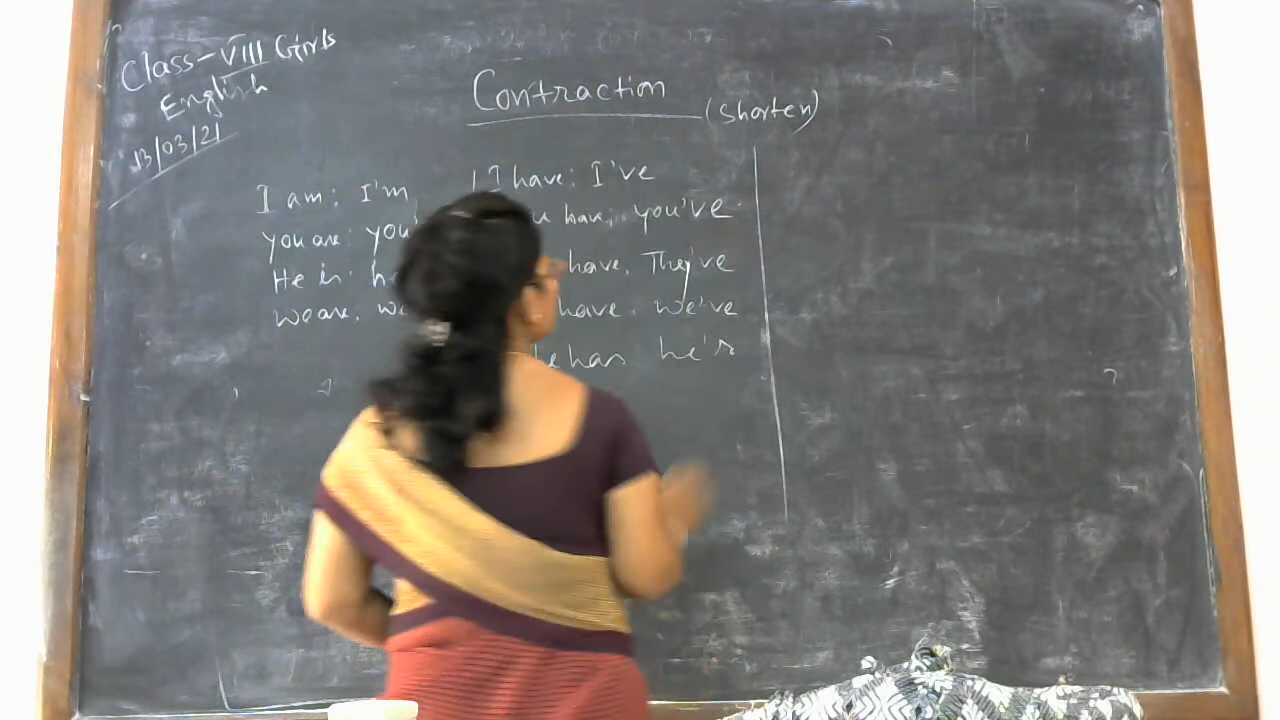 Class-VIII Girls
English
13/03/21
Contraction
(shorten)
I am: I'm
you are: you'
He is: he
we are. we
I have: I've
u have: you've
have. They've
have. we've
he has he's